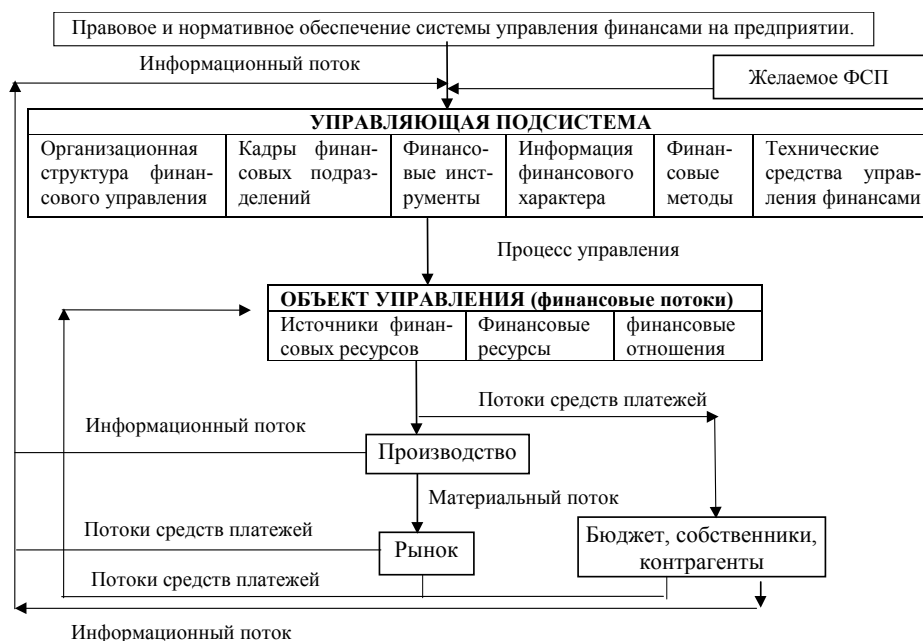 Правовое и нормативное обеспечение системы управления финансами на предприятии.
Информационный поток
Желаемое ФСП
УПРАВЛЯЮЩАЯ ПОДСИСТЕМА
Организационная
структура финан-
сового управления
Кадры финан-
совых подраз-
делений
Финансо-
вые инст-
рументы
Информация
финансового
характера
Финан-
совые
методы
Технические
средства управ-
ления финансами
Процесс управления
ОБЪЕКТ УПРАВЛЕНИЯ (финансовые потоки)
Источники финан-
совых ресурсов
Финансовые
ресурсы
финансовые
отношения
Потоки средств платежей
Информационный поток
Производство
Материальный поток
Потоки средств платежей
Рынок
Бюджет, собственники,
контрагенты
Потоки средств платежей
Информационный поток